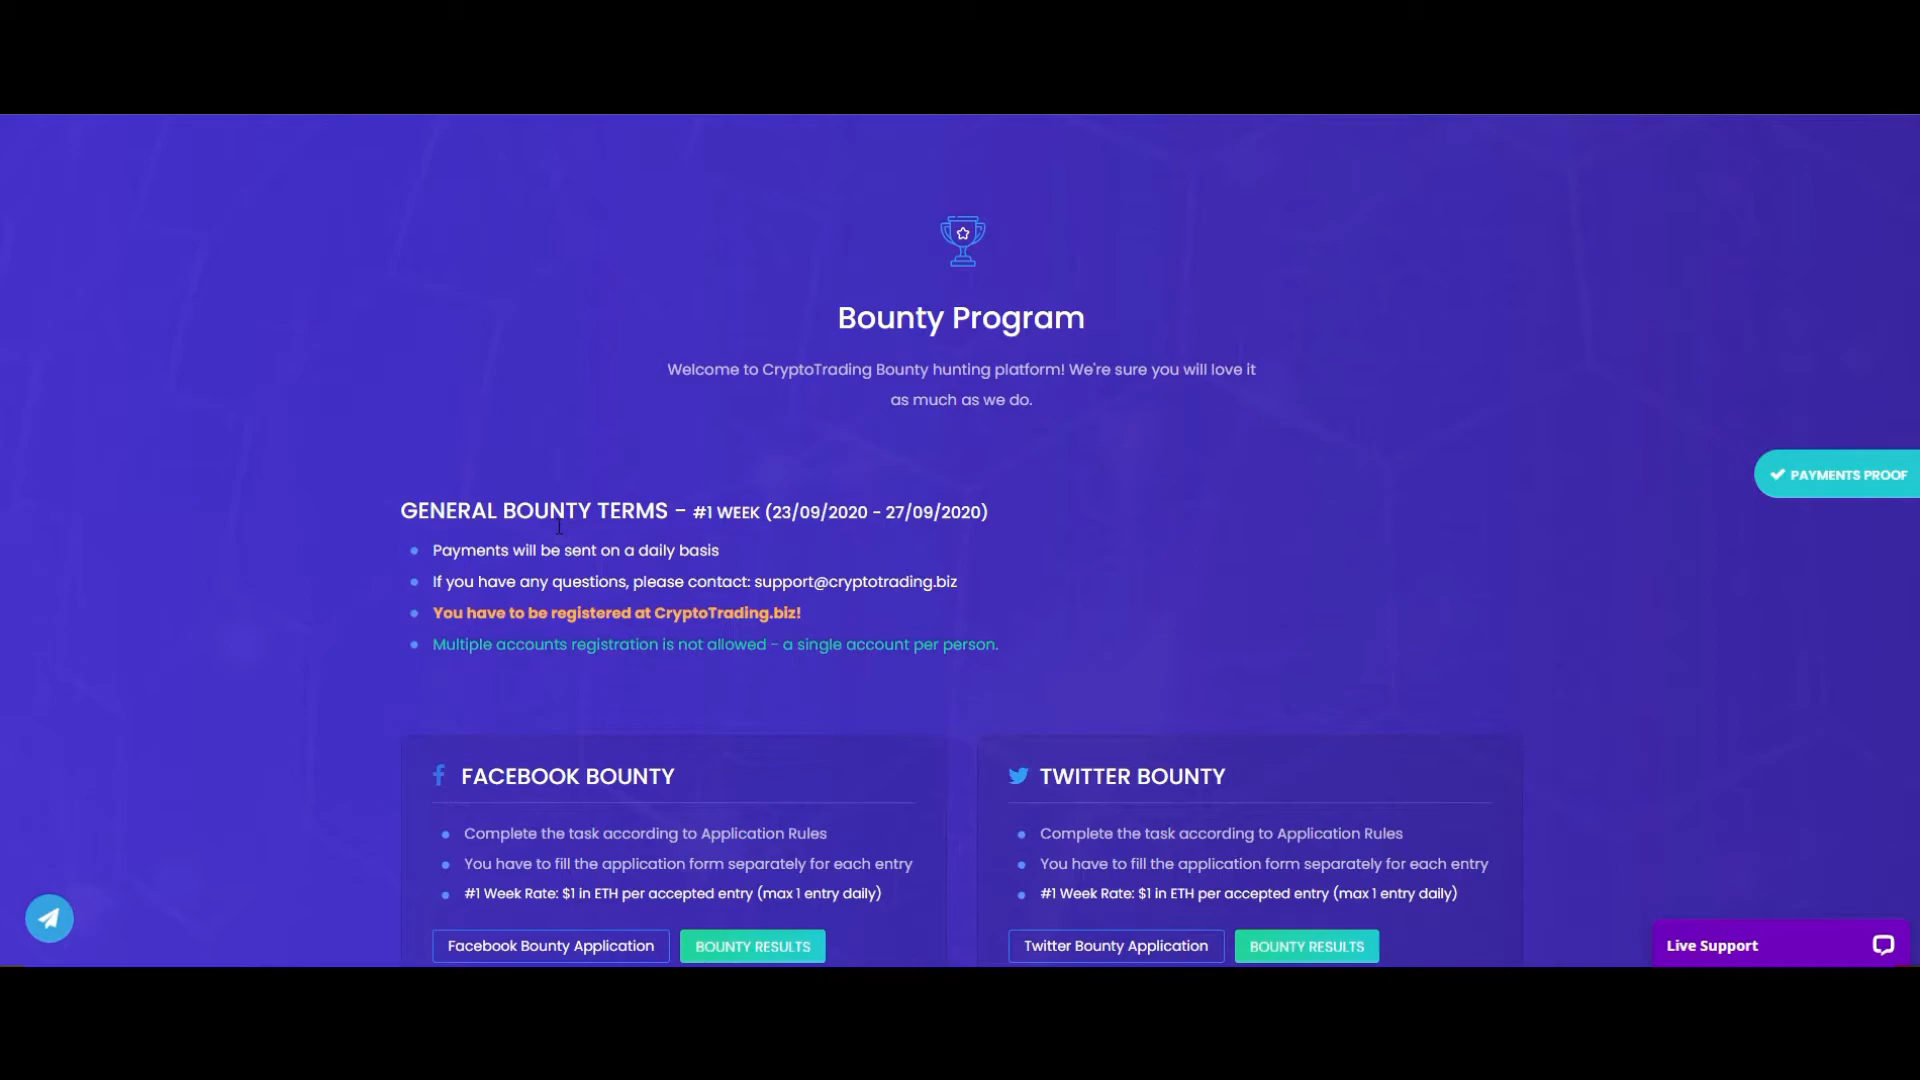 Bounty Program
Welcome to CryptoTrading Bounty hunting platform! We're sure you will love it
as much as we do.
PAYMENTS PROOF
GENERAL BOUNTY TERMS - #1 WEEK (23/09/2020 - 27/09/2020)
Payments will be sent on a daily basis
If you have any questions, please contact: support@cryptotrading.biz
You have to be registered at CryptoTrading.biz!
Multiple accounts registration is not allowed - a single account per person.
FACEBOOK BOUNTY
Complete the task according to Application Rules
You have to fill the application form separately for each entry
#1 Week Rate: $1 in ETH per accepted entry (max 1 entry daily)
Facebook Bounty Application
BOUNTY RESULTS
TWITTER BOUNTY
Complete the task according to Application Rules
You have to fill the application form separately for each entry
#1 Week Rate: $1 in ETH per accepted entry (max 1 entry daily)
Twitter Bounty Application
BOUNTY RESULTS
Live Support